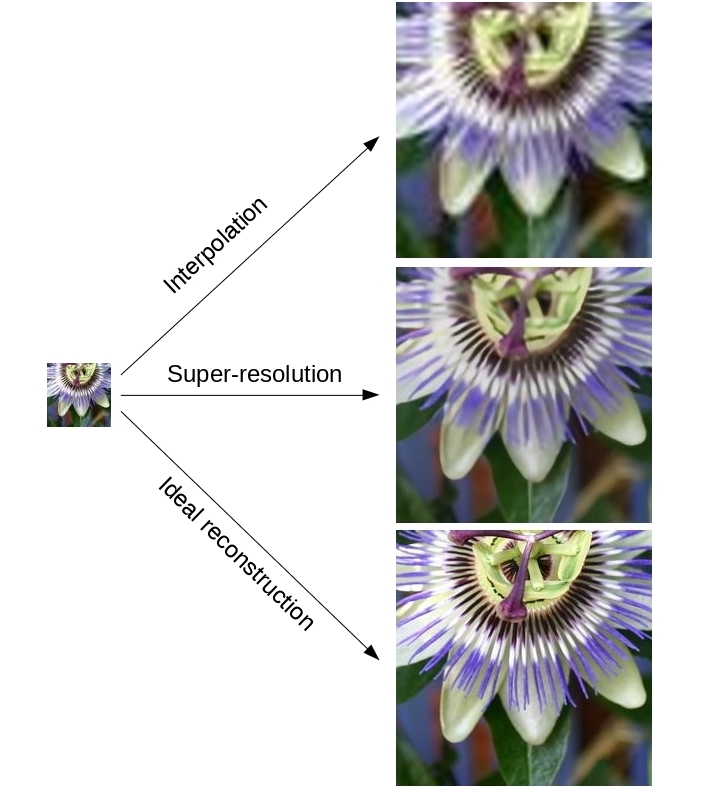 Interpolation
Super-resolution
Ideal reconstruction